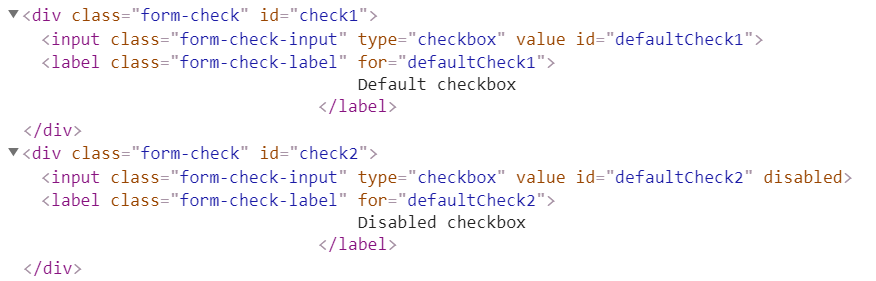 ▼<div class="form-check" id="check1">
<input class="form-check-input" type="checkbox" value id="defaultCheck1">
<label class="form-check-label" for="defaultCheck1">
Default checkbox
</label>
</div>
▼<div class="form-check" id="check2">
<input class="form-check-input" type="checkbox" value id="defaultCheck2" disabled>
<label class="form-check-label" for="defaultCheck2">
Disabled checkbox
</label>
</div>